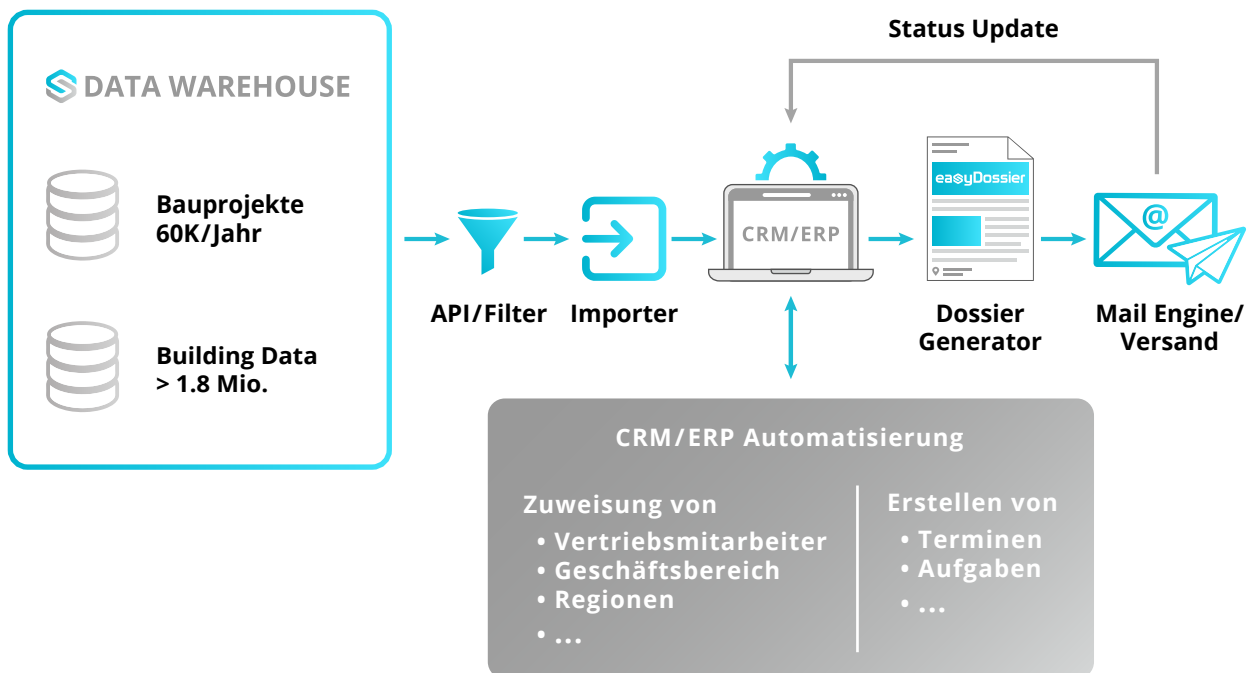 Status Update
DATA WAREHOUSE
Bauprojekte
60K/Jahr
Building Data
> 1.8 Mio.
API/Filter
Importer
CRM/ERP
easyDossier
Dossier
Generator
@
Mail Engine/
Versand
CRM/ERP Automatisierung
Zuweisung von
• Vertriebsmitarbeiter
• Geschäftsbereich
• Regionen
• ...
Erstellen von
• Terminen
• Aufgaben
• ...